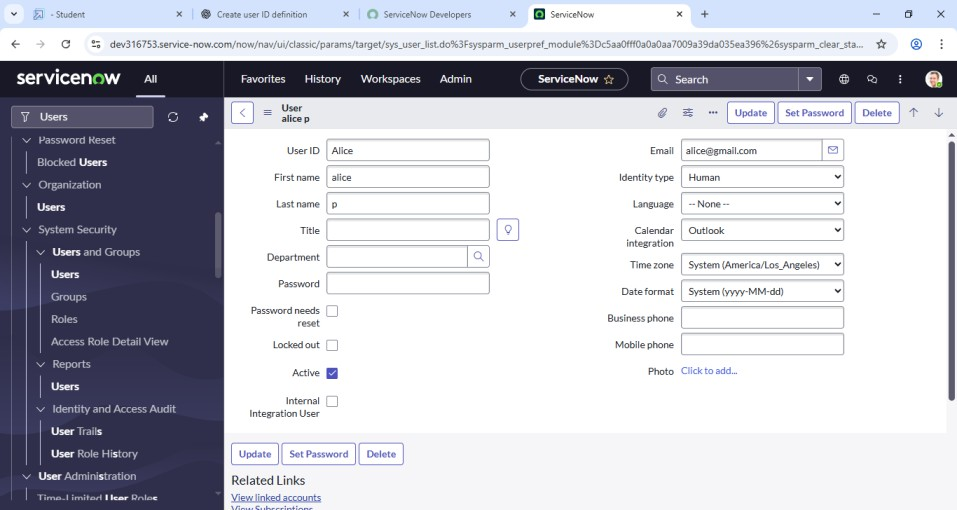 - Student
Create user ID definition
ServiceNow Developers
ServiceNow
dev316753.service-now.com/now/nav/ui/classic/params/target/sys_user_list.do%3Fsysparm_userpref_module%3Dc5aa0fff0a0a0aa7009a39da035ea396%26sysparm_clear_sta...
servicenow All Favorites History Workspaces Admin ServiceNow Search
Users
User
alice p
Update Set Password Delete
Password Reset
Blocked Users
Organization
Users
System Security
Users and Groups
Users
Groups
Roles
Access Role Detail View
Reports
Users
Identity and Access Audit
User Trails
User Role History
User Administration
Time-Limited User Roles
User ID Alice
First name alice
Last name p
Title
Department
Password
Password needs
reset
Locked out
Active
Internal
Integration User
Email alice@gmail.com
Identity type Human
Language -- None --
Calendar Outlook
integration
Time zone System (America/Los_Angeles)
Date format System (yyyy-MM-dd)
Business phone
Mobile phone
Photo Click to add...
Update Set Password Delete
Related Links
View linked accounts
View Subscriptions